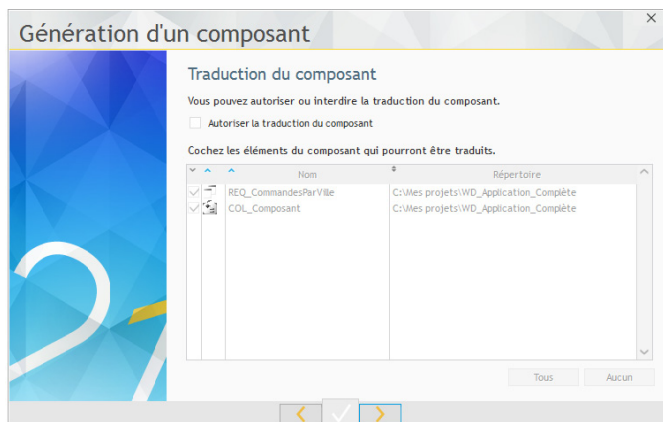 Génération d'un composant
Traduction du composant
Vous pouvez autoriser ou interdire la traduction du composant.
Autoriser la traduction du composant
Cochez les éléments du composant qui pourront être traduits.
Nom Répertoire
REQ_CommandesParVille C:\Mes projets\WD_Application_Complète
COL_Composant C:\Mes projets\WD_Application_Complète
Tous Aucun